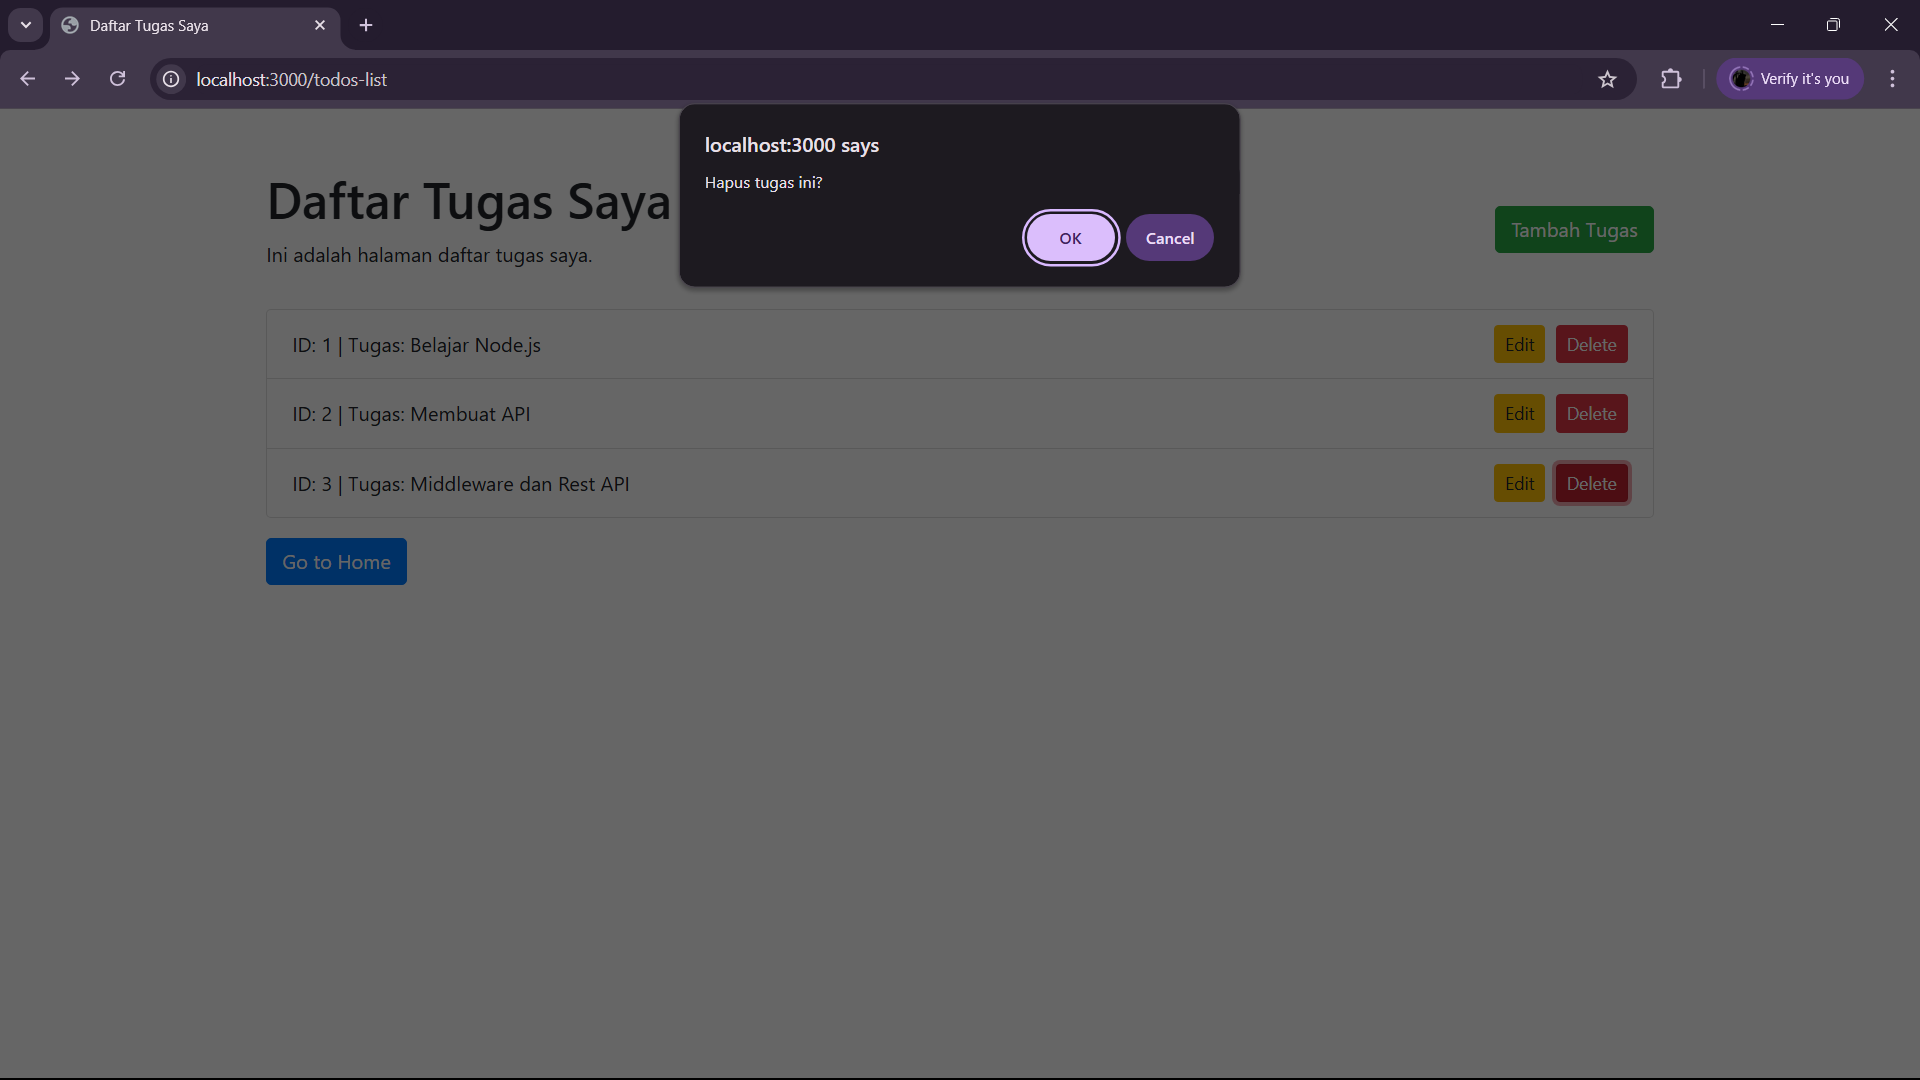 Daftar Tugas Saya
localhost:3000/todos-list
Verify it's you
localhost:3000 says
Hapus tugas ini?
OK Cancel
Daftar Tugas Saya
Ini adalah halaman daftar tugas saya.
Tambah Tugas
ID: 1 | Tugas: Belajar Node.js Edit Delete
ID: 2 | Tugas: Membuat API Edit Delete
ID: 3 | Tugas: Middleware dan Rest API Edit Delete
Go to Home